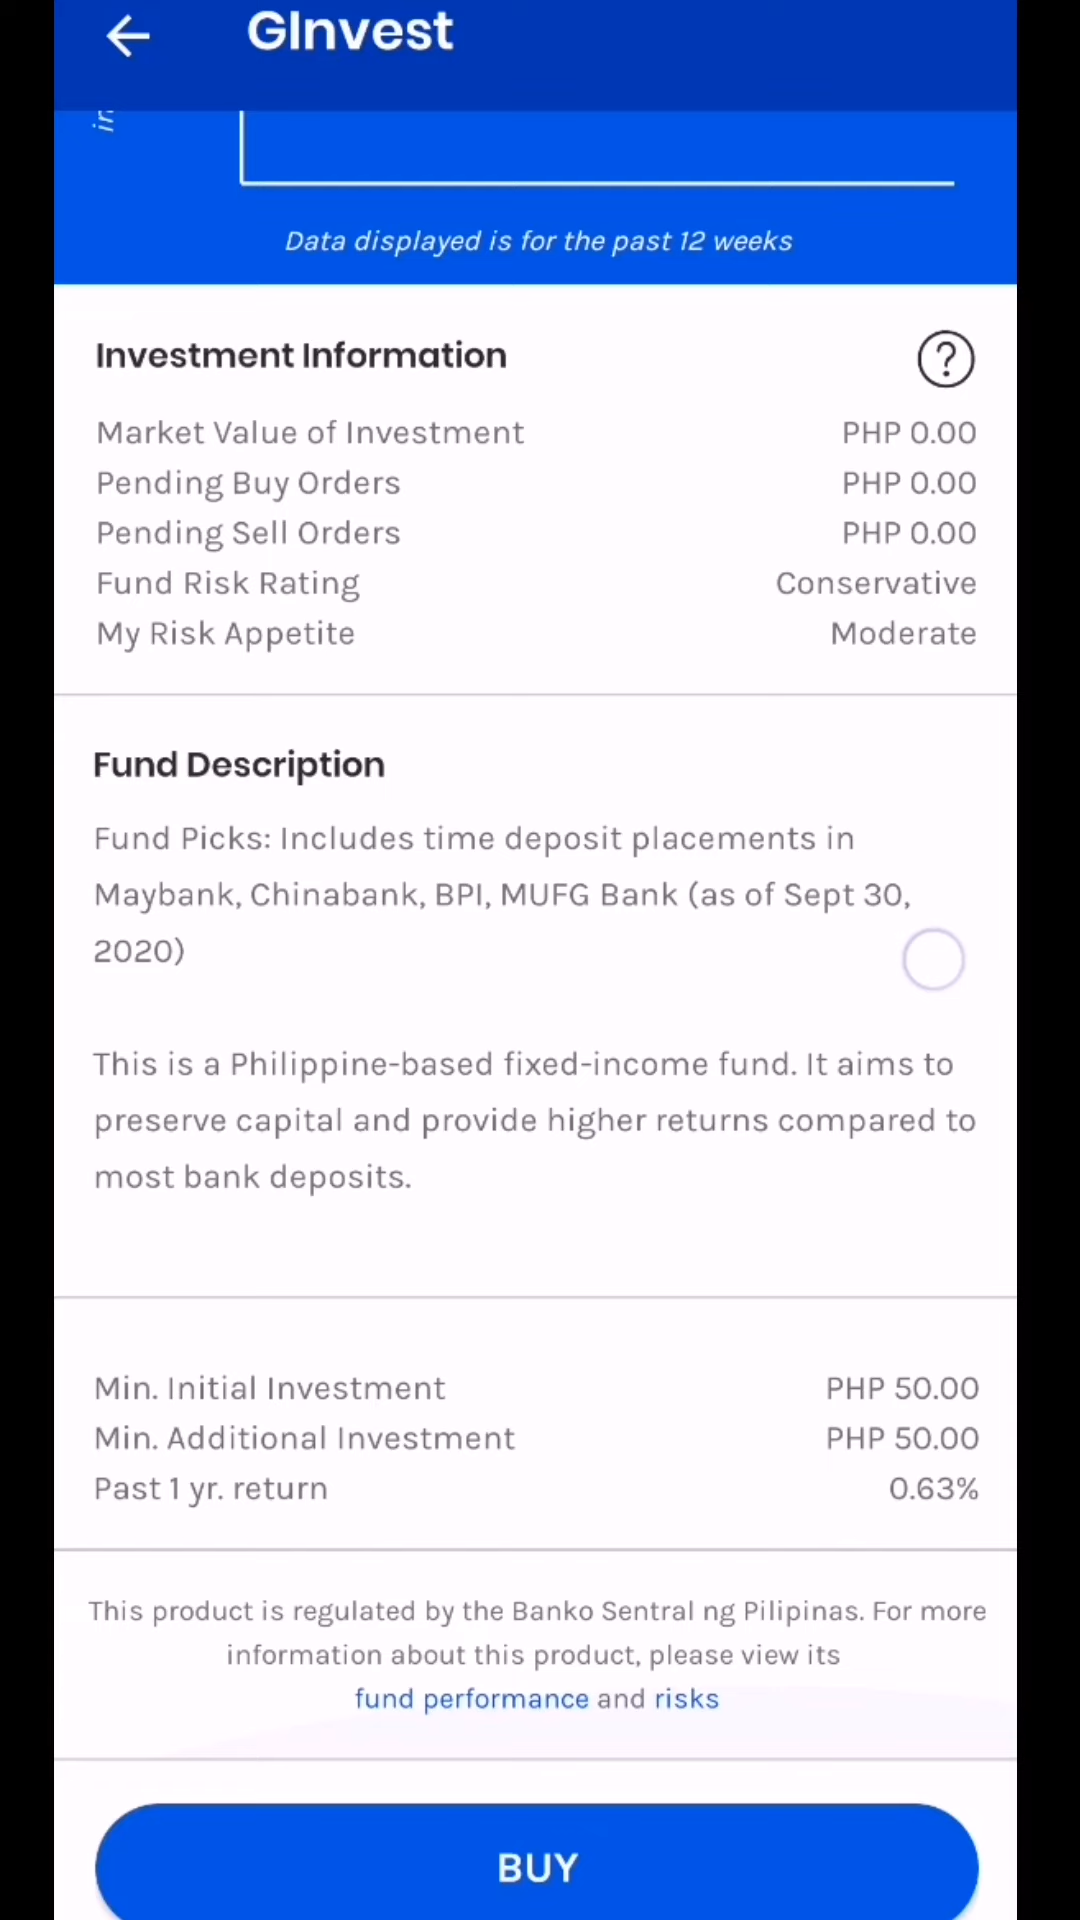 GInvest
in
Data displayed is for the past 12 weeks
Investment Information
?
Market Value of Investment PHP 0.00
Pending Buy Orders PHP 0.00
Pending Sell Orders PHP 0.00
Fund Risk Rating Conservative
My Risk Appetite Moderate
Fund Description
Fund Picks: Includes time deposit placements in
Maybank, Chinabank, BPI, MUFG Bank (as of Sept 30,
2020)
This is a Philippine-based fixed-income fund. It aims to
preserve capital and provide higher returns compared to
most bank deposits.
Min. Initial Investment PHP 50.00
Min. Additional Investment PHP 50.00
Past 1 yr. return 0.63%
This product is regulated by the Banko Sentral ng Pilipinas. For more
information about this product, please view its
fund performance and risks
BUY